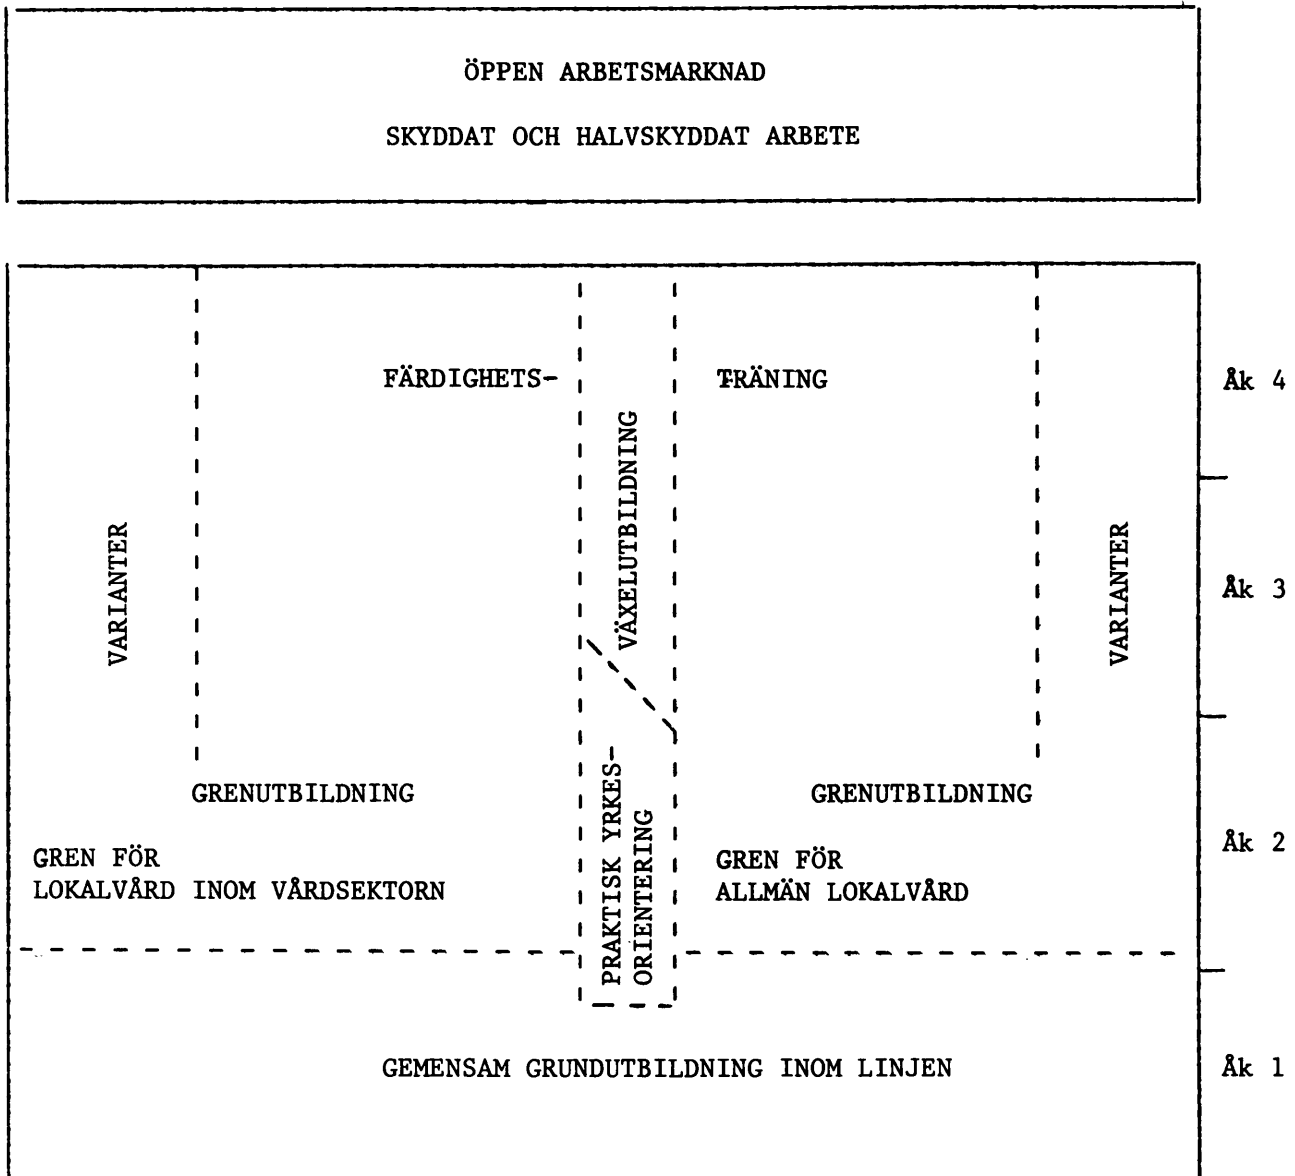 ÖPPEN ARBETSMARKNAD
SKYDDAT OCH HALVSKYDDAT ARBETE
FÄRDIGHETS-
TRÄNING
Åk 4
VÄXELUTBILDNING
VARIANTER
VARIANTER
Åk 3
GRENUTBILDNING
GRENUTBILDNING
PRAKTISK YRKES-
ORIENTERING
Åk 2
GREN FÖR
LOKALVÅRD INOM VÅRDSEKTORN
GREN FÖR
ALLMÄN LOKALVÅRD
GEMENSAM GRUNDUTBILDNING INOM LINJEN
Åk 1